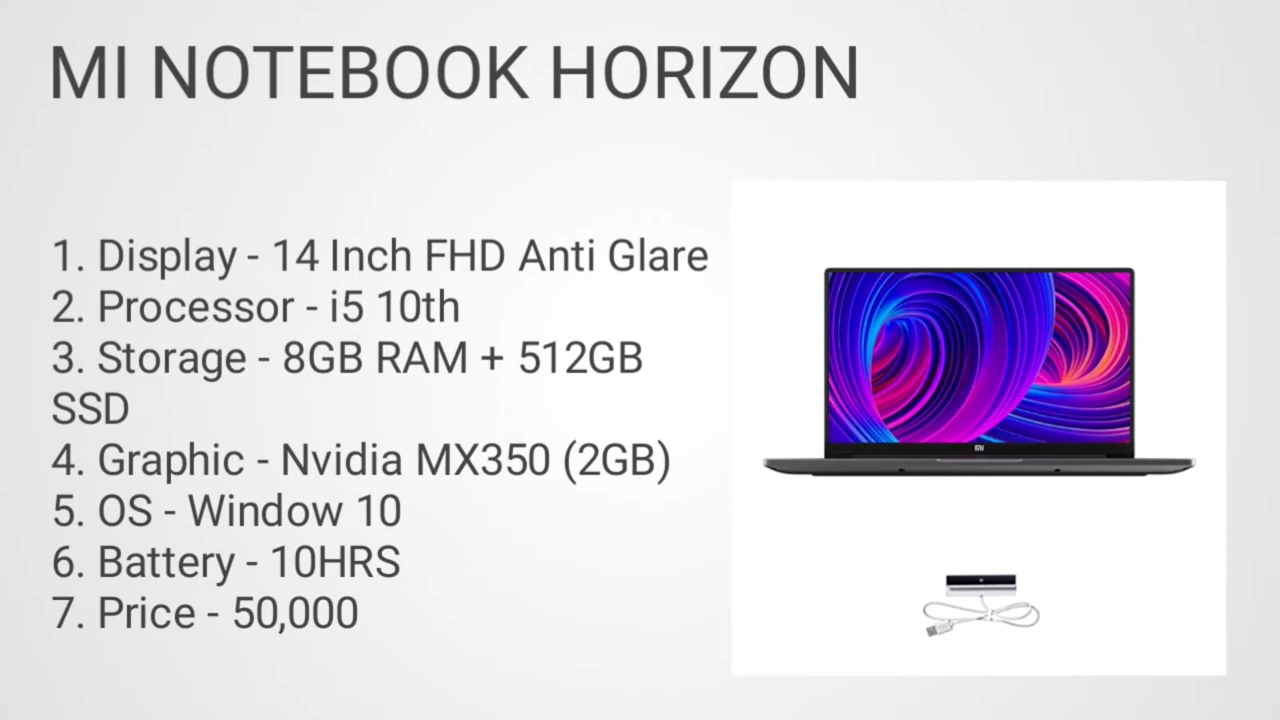 MI NOTEBOOK HORIZON
1. Display - 14 Inch FHD Anti Glare
2. Processor - i5 10th
3. Storage - 8GB RAM + 512GB
SSD
4. Graphic - Nvidia MX350 (2GB)
5. OS - Window 10
6. Battery - 10HRS
7. Price - 50,000
mi